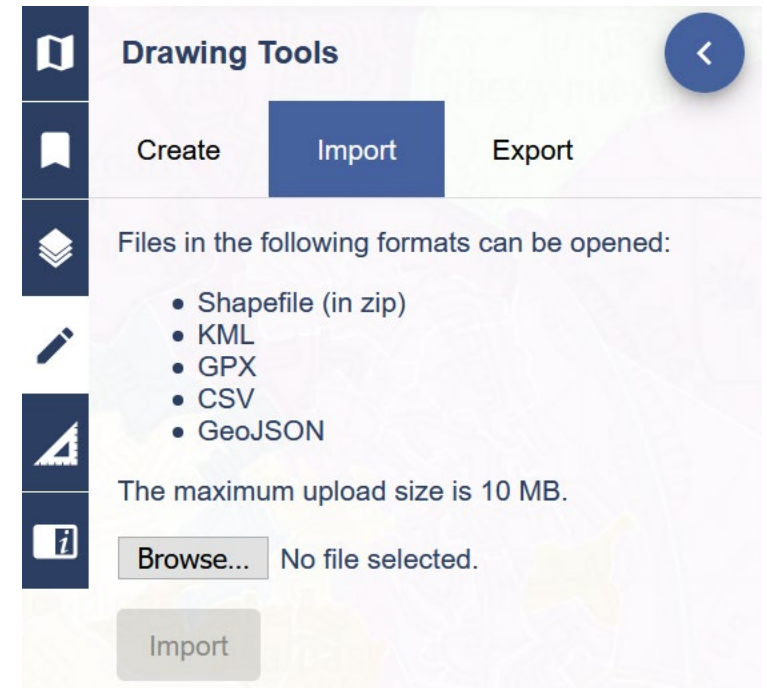 Drawing Tools
Create Import Export
Files in the following formats can be opened:
• Shapefile (in zip)
• KML
• GPX
• CSV
• GeoJSON
The maximum upload size is 10 MB.
Browse... No file selected.
Import